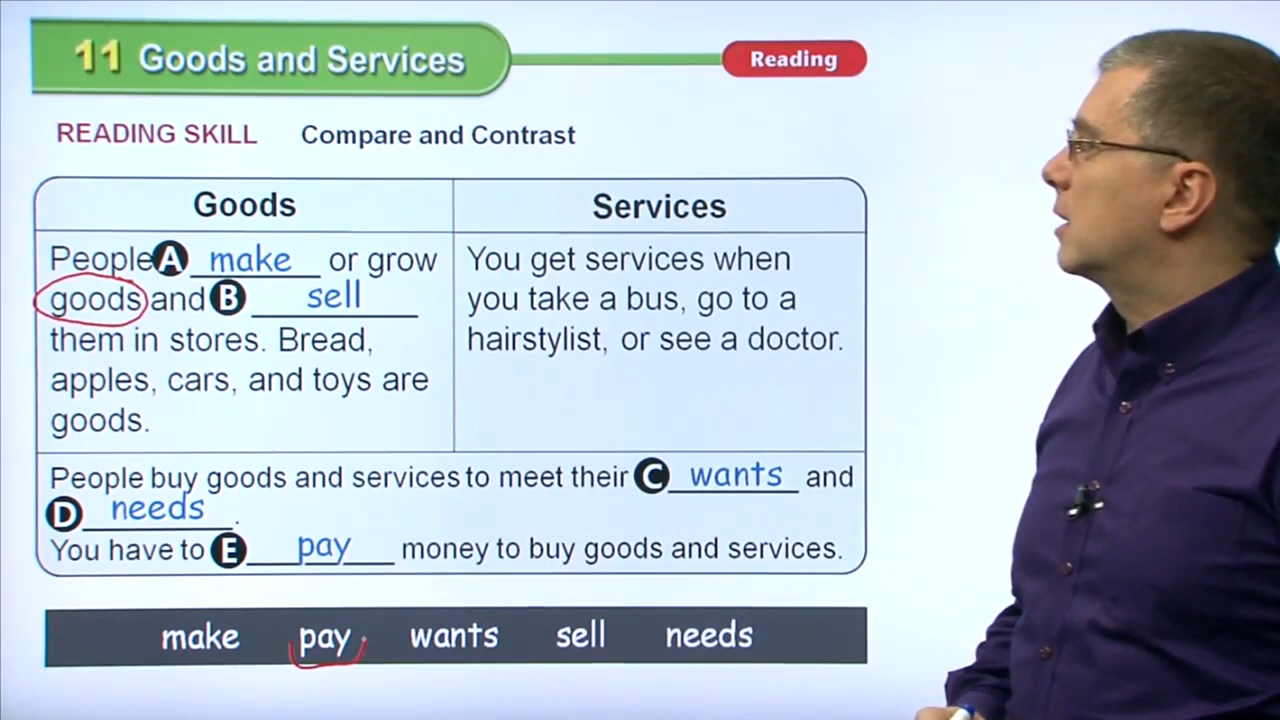 11 Goods and Services
Reading
READING SKILL Compare and Contrast
Goods
People A make or grow
goods and B sell
them in stores. Bread,
apples, cars, and toys are
goods.
Services
You get services when
you take a bus, go to a
hairstylist, or see a doctor.
People buy goods and services to meet their C wants and
D needs.
You have to E pay money to buy goods and services.
make pay wants sell needs